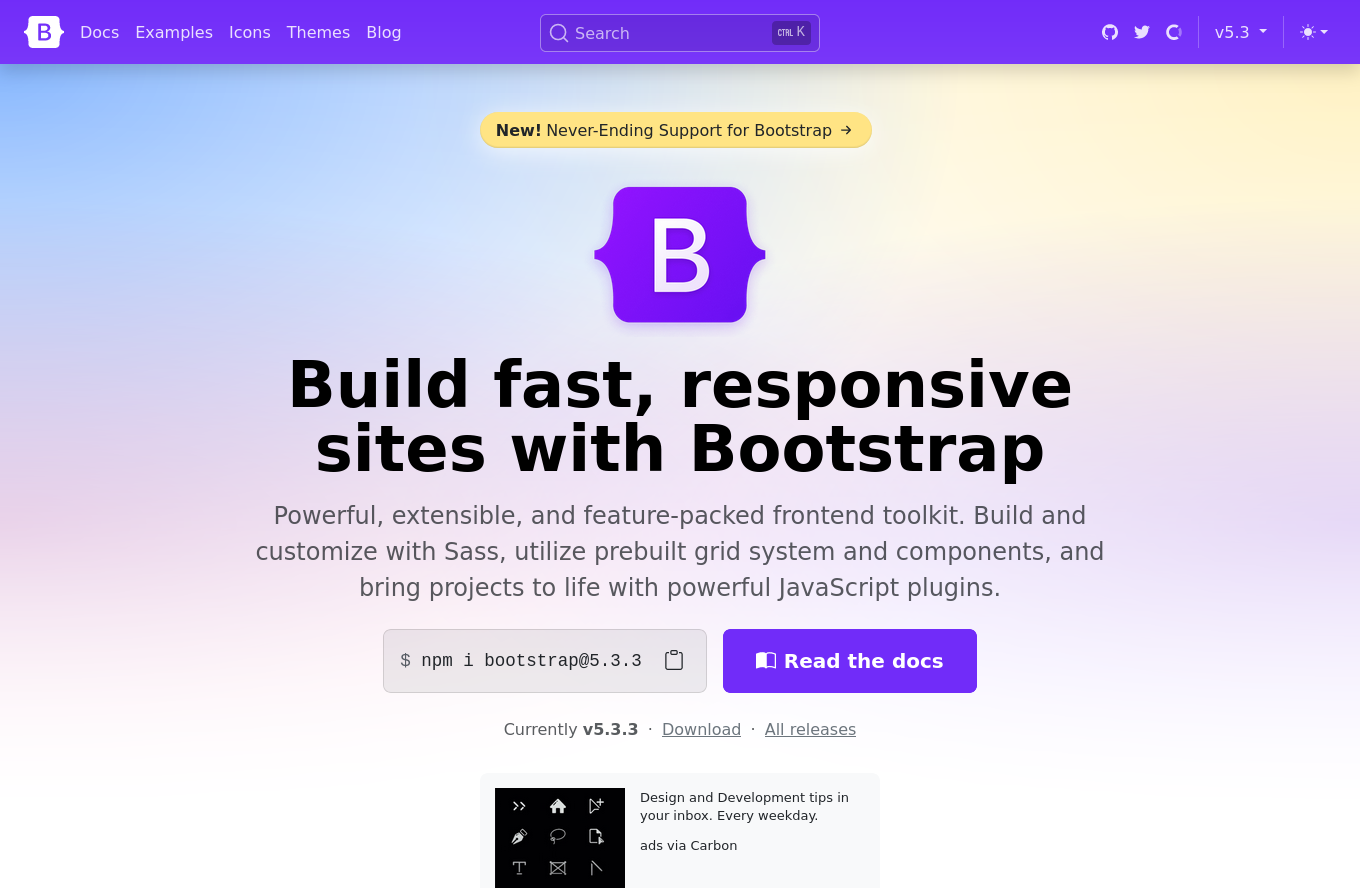 B Docs Examples Icons Themes Blog Search CTRL K v5.3
New! Never-Ending Support for Bootstrap
B
Build fast, responsive
sites with Bootstrap
Powerful, extensible, and feature-packed frontend toolkit. Build and
customize with Sass, utilize prebuilt grid system and components, and
bring projects to life with powerful JavaScript plugins.
$ npm i bootstrap@5.3.3 Read the docs
Currently v5.3.3 · Download · All releases
Design and Development tips in
your inbox. Every weekday.
ads via Carbon
T